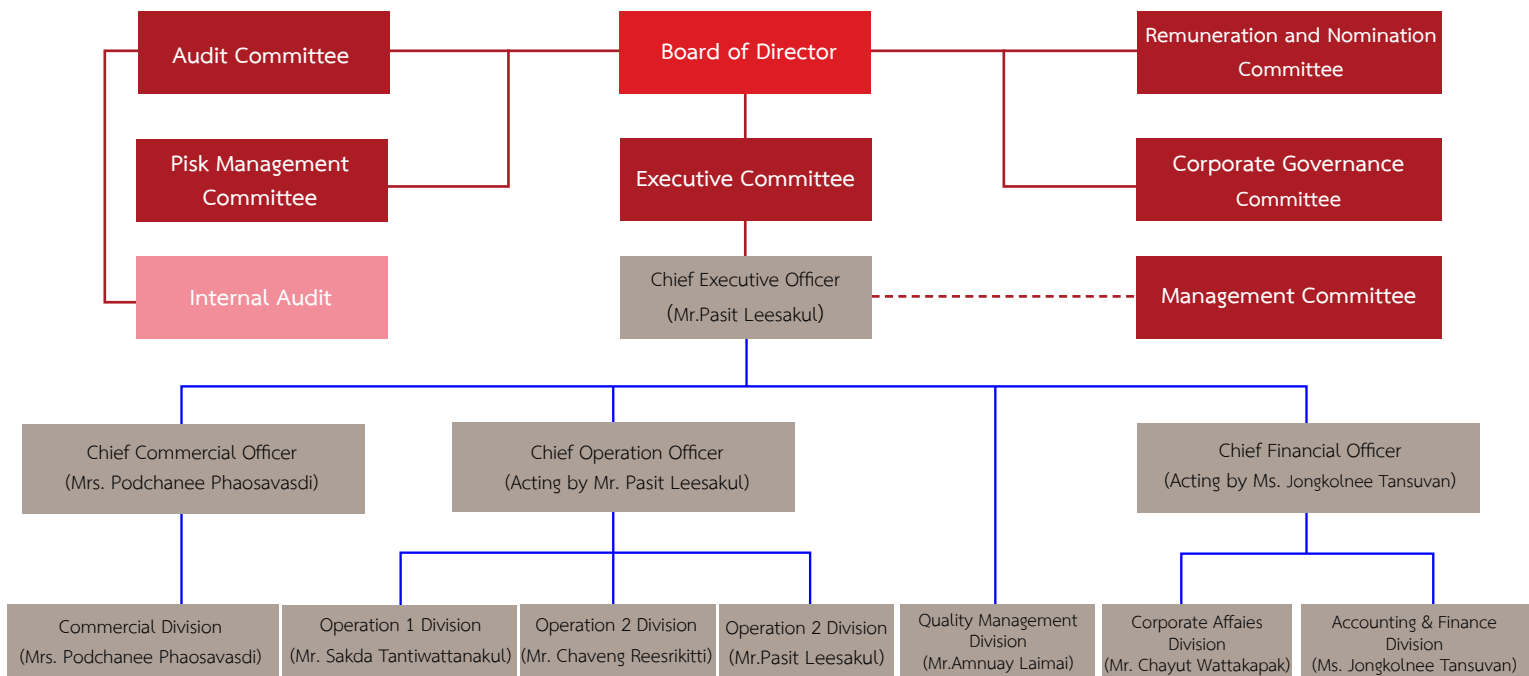 Audit Committee
Board of Director
Remuneration and Nomination
Committee
Pisk Management
Committee
Executive Committee
Corporate Governance
Committee
Internal Audit
Chief Executive Officer
(Mr.Pasit Leesakul)
Management Committee
Chief Commercial Officer
(Mrs. Podchanee Phaosavasdi)
Chief Operation Officer
(Acting by Mr. Pasit Leesakul)
Chief Financial Officer
(Acting by Ms. Jongkolnee Tansuvan)
Commercial Division
(Mrs. Podchanee Phaosavasdi)
Operation 1 Division
(Mr. Sakda Tantiwattanakul)
Operation 2 Division
(Mr. Chaveng Reesrikitti)
Operation 2 Division
(Mr.Pasit Leesakul)
Quality Management
Division
(Mr.Amnuay Laimai)
Corporate Affaies
Division
(Mr. Chayut Wattakapak)
Accounting & Finance
Division
(Ms. Jongkolnee Tansuvan)